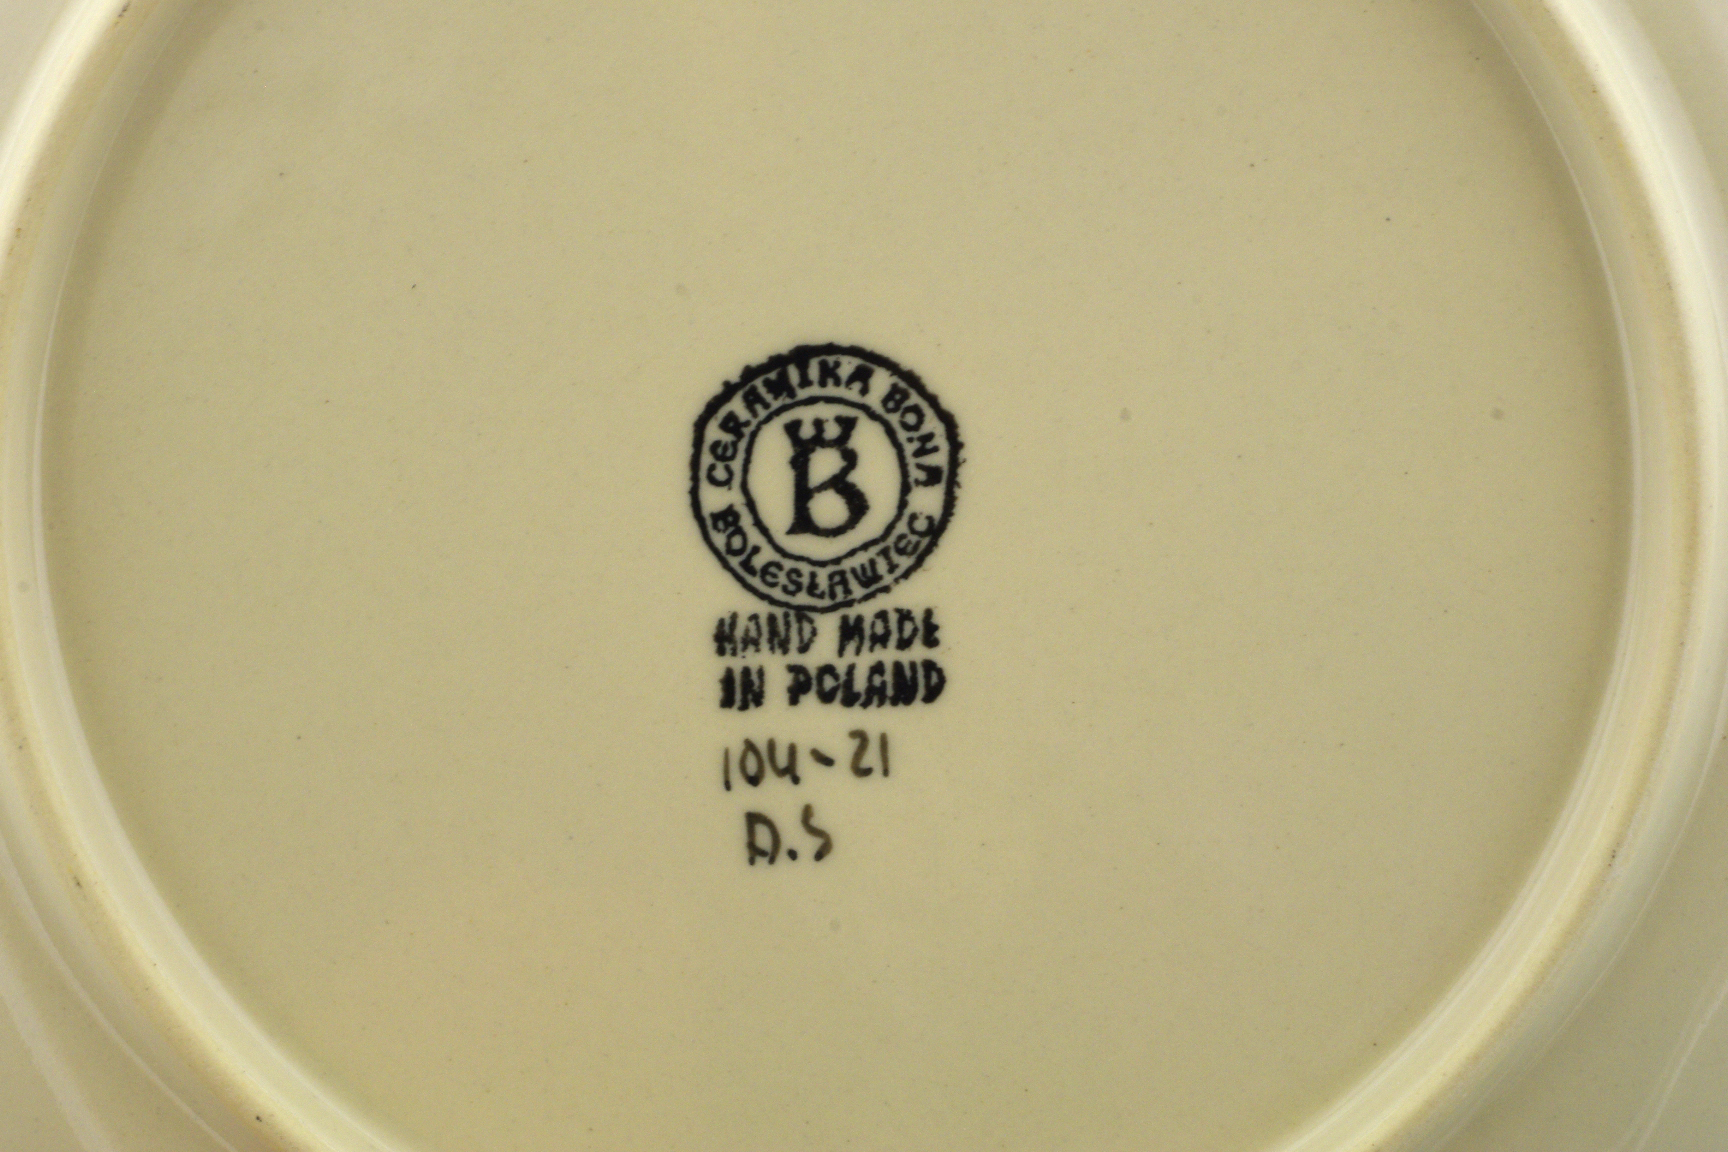 CERAMIKA BONA
B
BOLESŁAWIEC
HAND MADE
IN POLAND
104-21
D.S